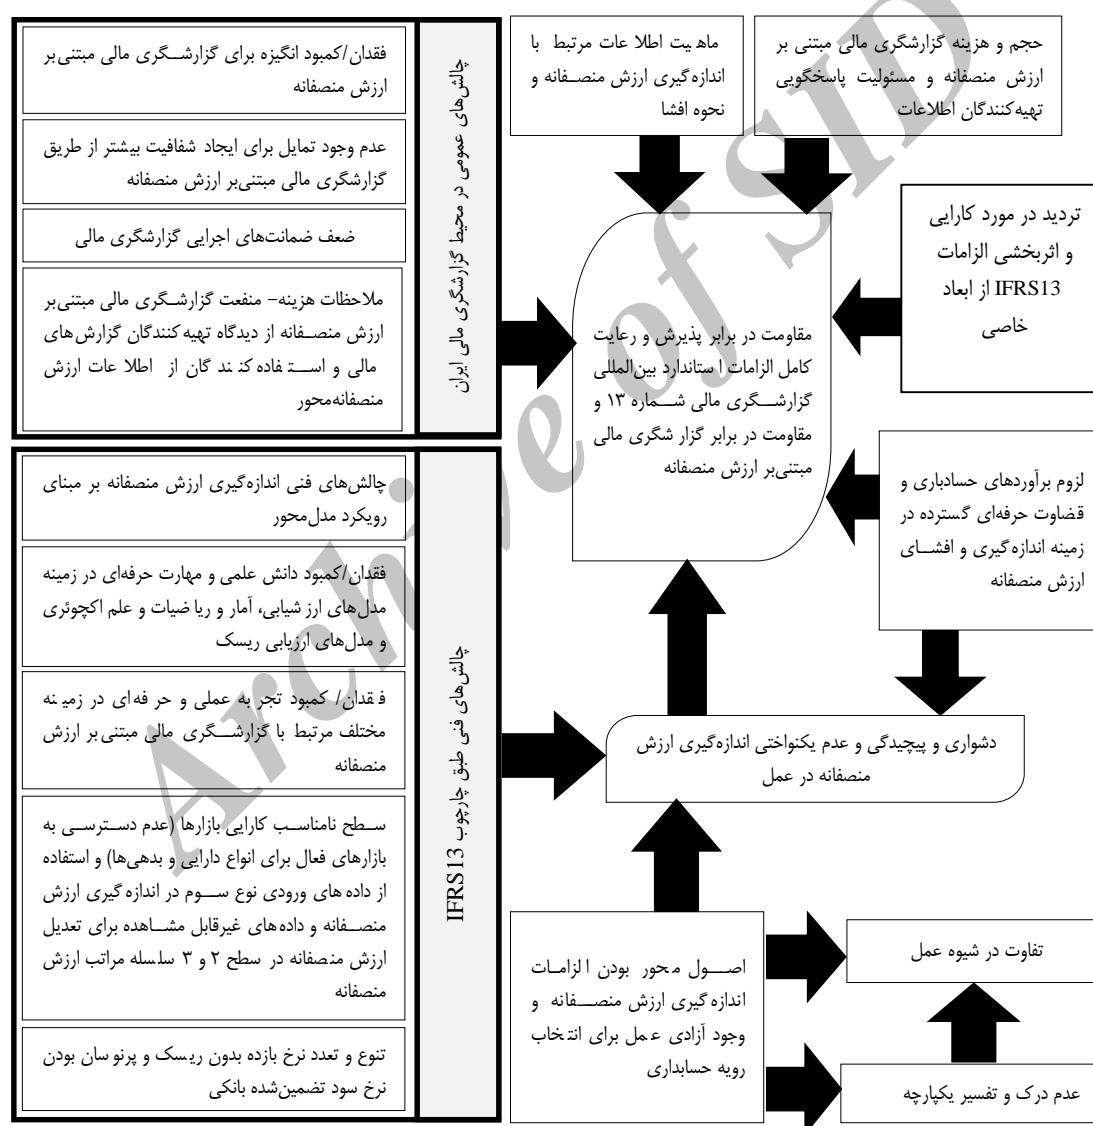 حجم و هزینه گزارشگری مالی مبتنی بر
ارزش منصفانه و مسئولیت پاسخگویی
تهیه‌کنندگان اطلاعات
ماهیت اطلاعات مرتبط با
اندازه‌گیری ارزش منصفانه و
نحوه افشا
چالش‌های عمومی در محیط گزارشگری مالی ایران
فقدان/کمبود انگیزه برای گزارشگری مالی مبتنی‌بر
ارزش منصفانه
عدم وجود تمایل برای ایجاد شفافیت بیشتر از طریق
گزارشگری مالی مبتنی‌بر ارزش منصفانه
ضعف ضمانت‌های اجرایی گزارشگری مالی
ملاحظات هزینه– منفعت گزارشگری مالی مبتنی‌بر
ارزش منصفانه از دیدگاه تهیه‌کنندگان گزارش‌های
مالی و استفاده‌کنندگان از اطلاعات ارزش
منصفانه‌محور
تردید در مورد کارایی
و اثربخشی الزامات
IFRS13 از ابعاد
خاصی
مقاومت در برابر پذیرش و رعایت
کامل الزامات استاندارد بین‌المللی
گزارشگری مالی شماره ۱۳ و
مقاومت در برابر گزارشگری مالی
مبتنی‌بر ارزش منصفانه
لزوم برآوردهای حسادباری و
قضاوت حرفه‌ای گسترده در
زمینه اندازه‌گیری و افشای
ارزش منصفانه
چالش‌های فنی طبق چارچوب IFRS13
چالش‌های فنی اندازه‌گیری ارزش منصفانه بر مبنای
رویکرد مدل‌محور
فقدان/کمبود دانش علمی و مهارت حرفه‌ای در زمینه
مدل‌های ارزشیابی، آمار و ریاضیات و علم اکچوئری
و مدل‌های ارزیابی ریسک
فقدان/ کمبود تجربه عملی و حرفه‌ای در زمینه
مختلف مرتبط با گزارشگری مالی مبتنی‌بر ارزش
منصفانه
سطح نامناسب کارایی بازارها (عدم دسترسی به
بازارهای فعال برای انواع دارایی و بدهی‌ها) و استفاده
از داده‌های ورودی نوع سوم در اندازه‌گیری ارزش
منصفانه و داده‌های غیرقابل مشاهده برای تعدیل
ارزش منصفانه در سطح ۲ و ۳ سلسله مراتب ارزش
منصفانه
تنوع و تعدد نرخ بازده بدون ریسک و پرنوسان بودن
نرخ سود تضمین‌شده بانکی
دشواری و پیچیدگی و عدم یکنواختی اندازه‌گیری ارزش
منصفانه در عمل
اصول محور بودن الزامات
اندازه‌گیری ارزش منصفانه و
وجود آزادی عمل برای انتخاب
رویه حسابداری
تفاوت در شیوه عمل
عدم درک و تفسیر یکپارچه
Archive of SID